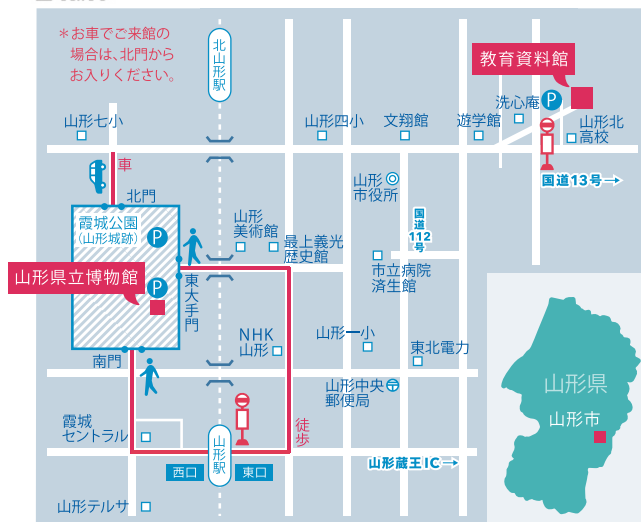 *お車でご来館の
場合は、北門から
お入りください。
北山形駅
教育資料館
洗心庵
P
山形七小
山形四小
文翔館
遊学館
山形北
高校
車
国道13号→
北門
山形
市役所
霞城公園
(山形城跡)
P
国道
112
号
山形
美術館
最上義光
歴史館
山形県立博物館
P
東大手門
市立病院
済生館
NHK
山形
山形一小
東北電力
南門
山形県
山形中央
郵便局
山形市
霞城
セントラル
徒歩
山形駅
西口
東口
山形蔵王IC→
山形テルサ